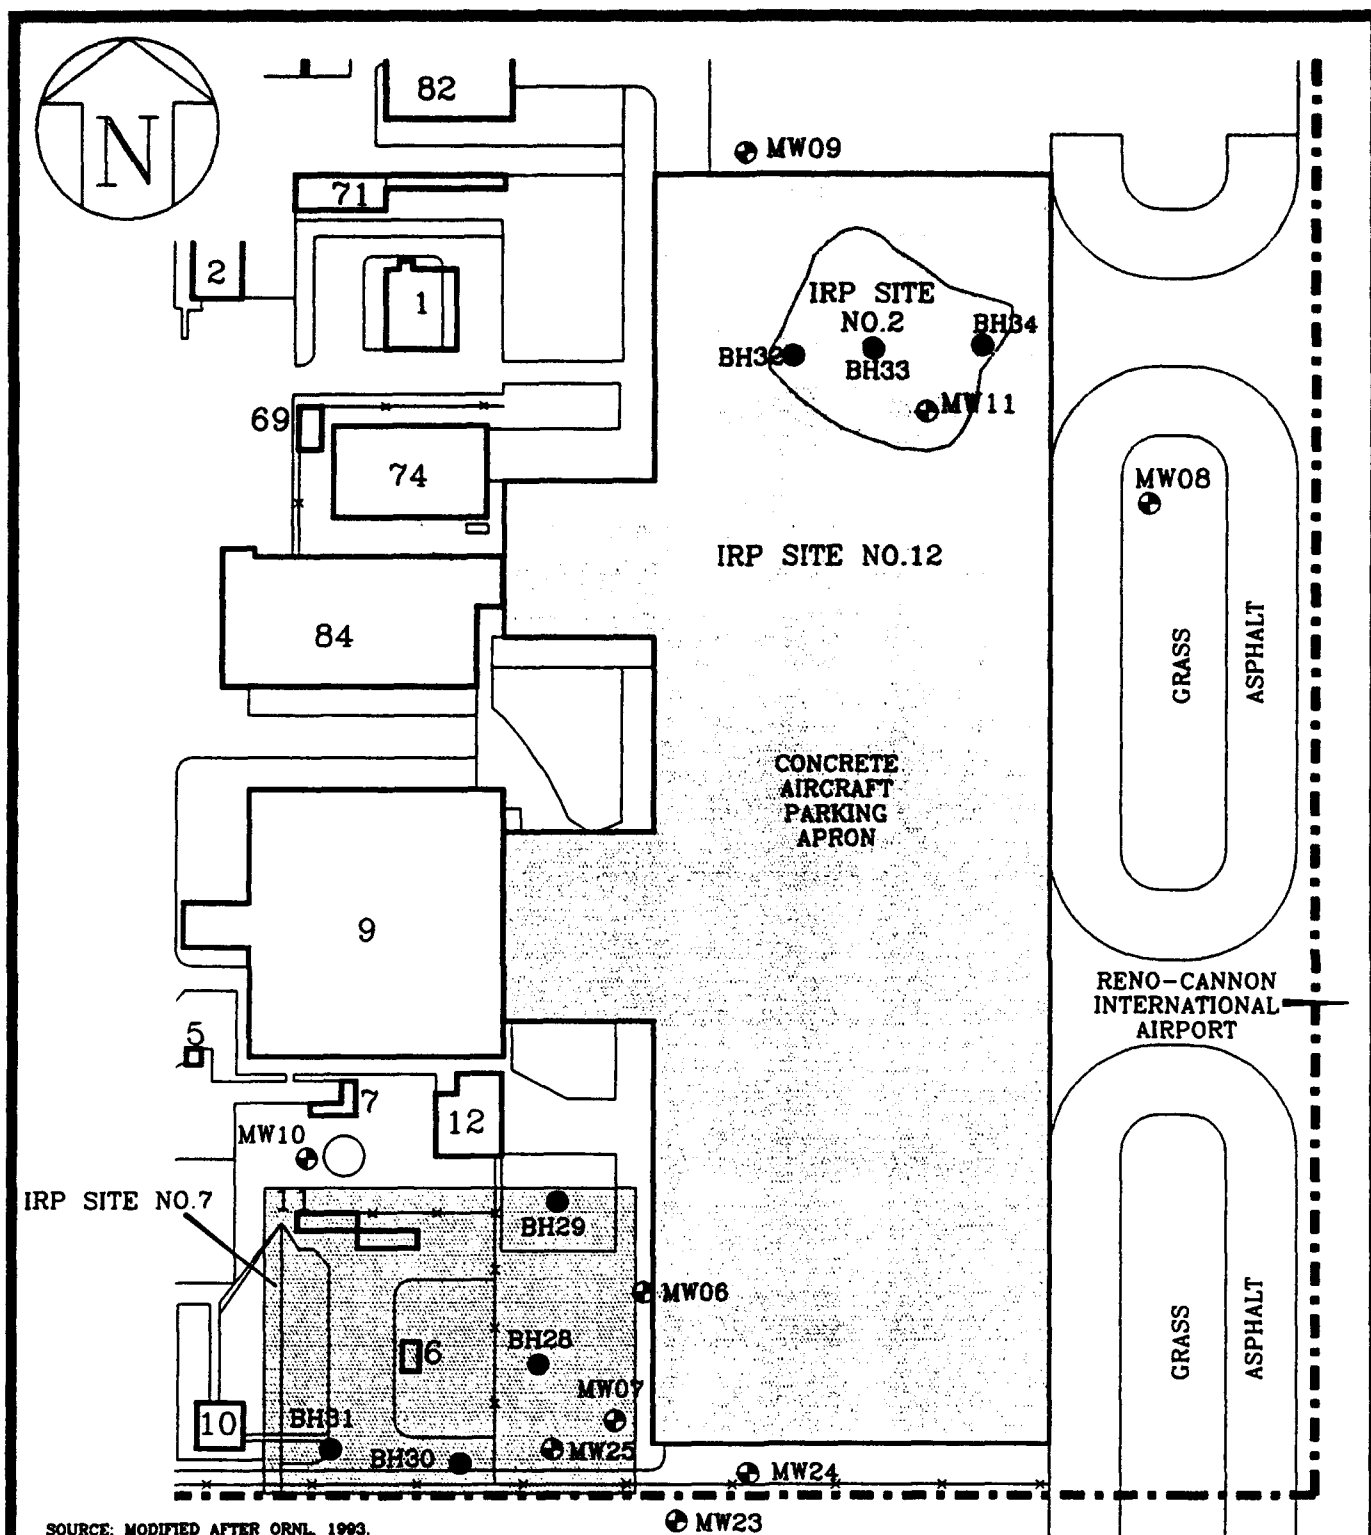 N
82
MW09
71
2
1
IRP SITE
NO.2
BH34
BH32
BH33
MW11
69
74
MW08
IRP SITE NO.12
84
GRASS
ASPHALT
CONCRETE
AIRCRAFT
PARKING
APRON
9
RENO-CANNON
INTERNATIONAL
AIRPORT
5
7
12
MW10
IRP SITE NO.7
11
BH29
MW06
6
BH28
GRASS
ASPHALT
MW07
10
BH31
BH30
MW25
MW24
SOURCE: MODIFIED AFTER ORNL, 1993.
MW23